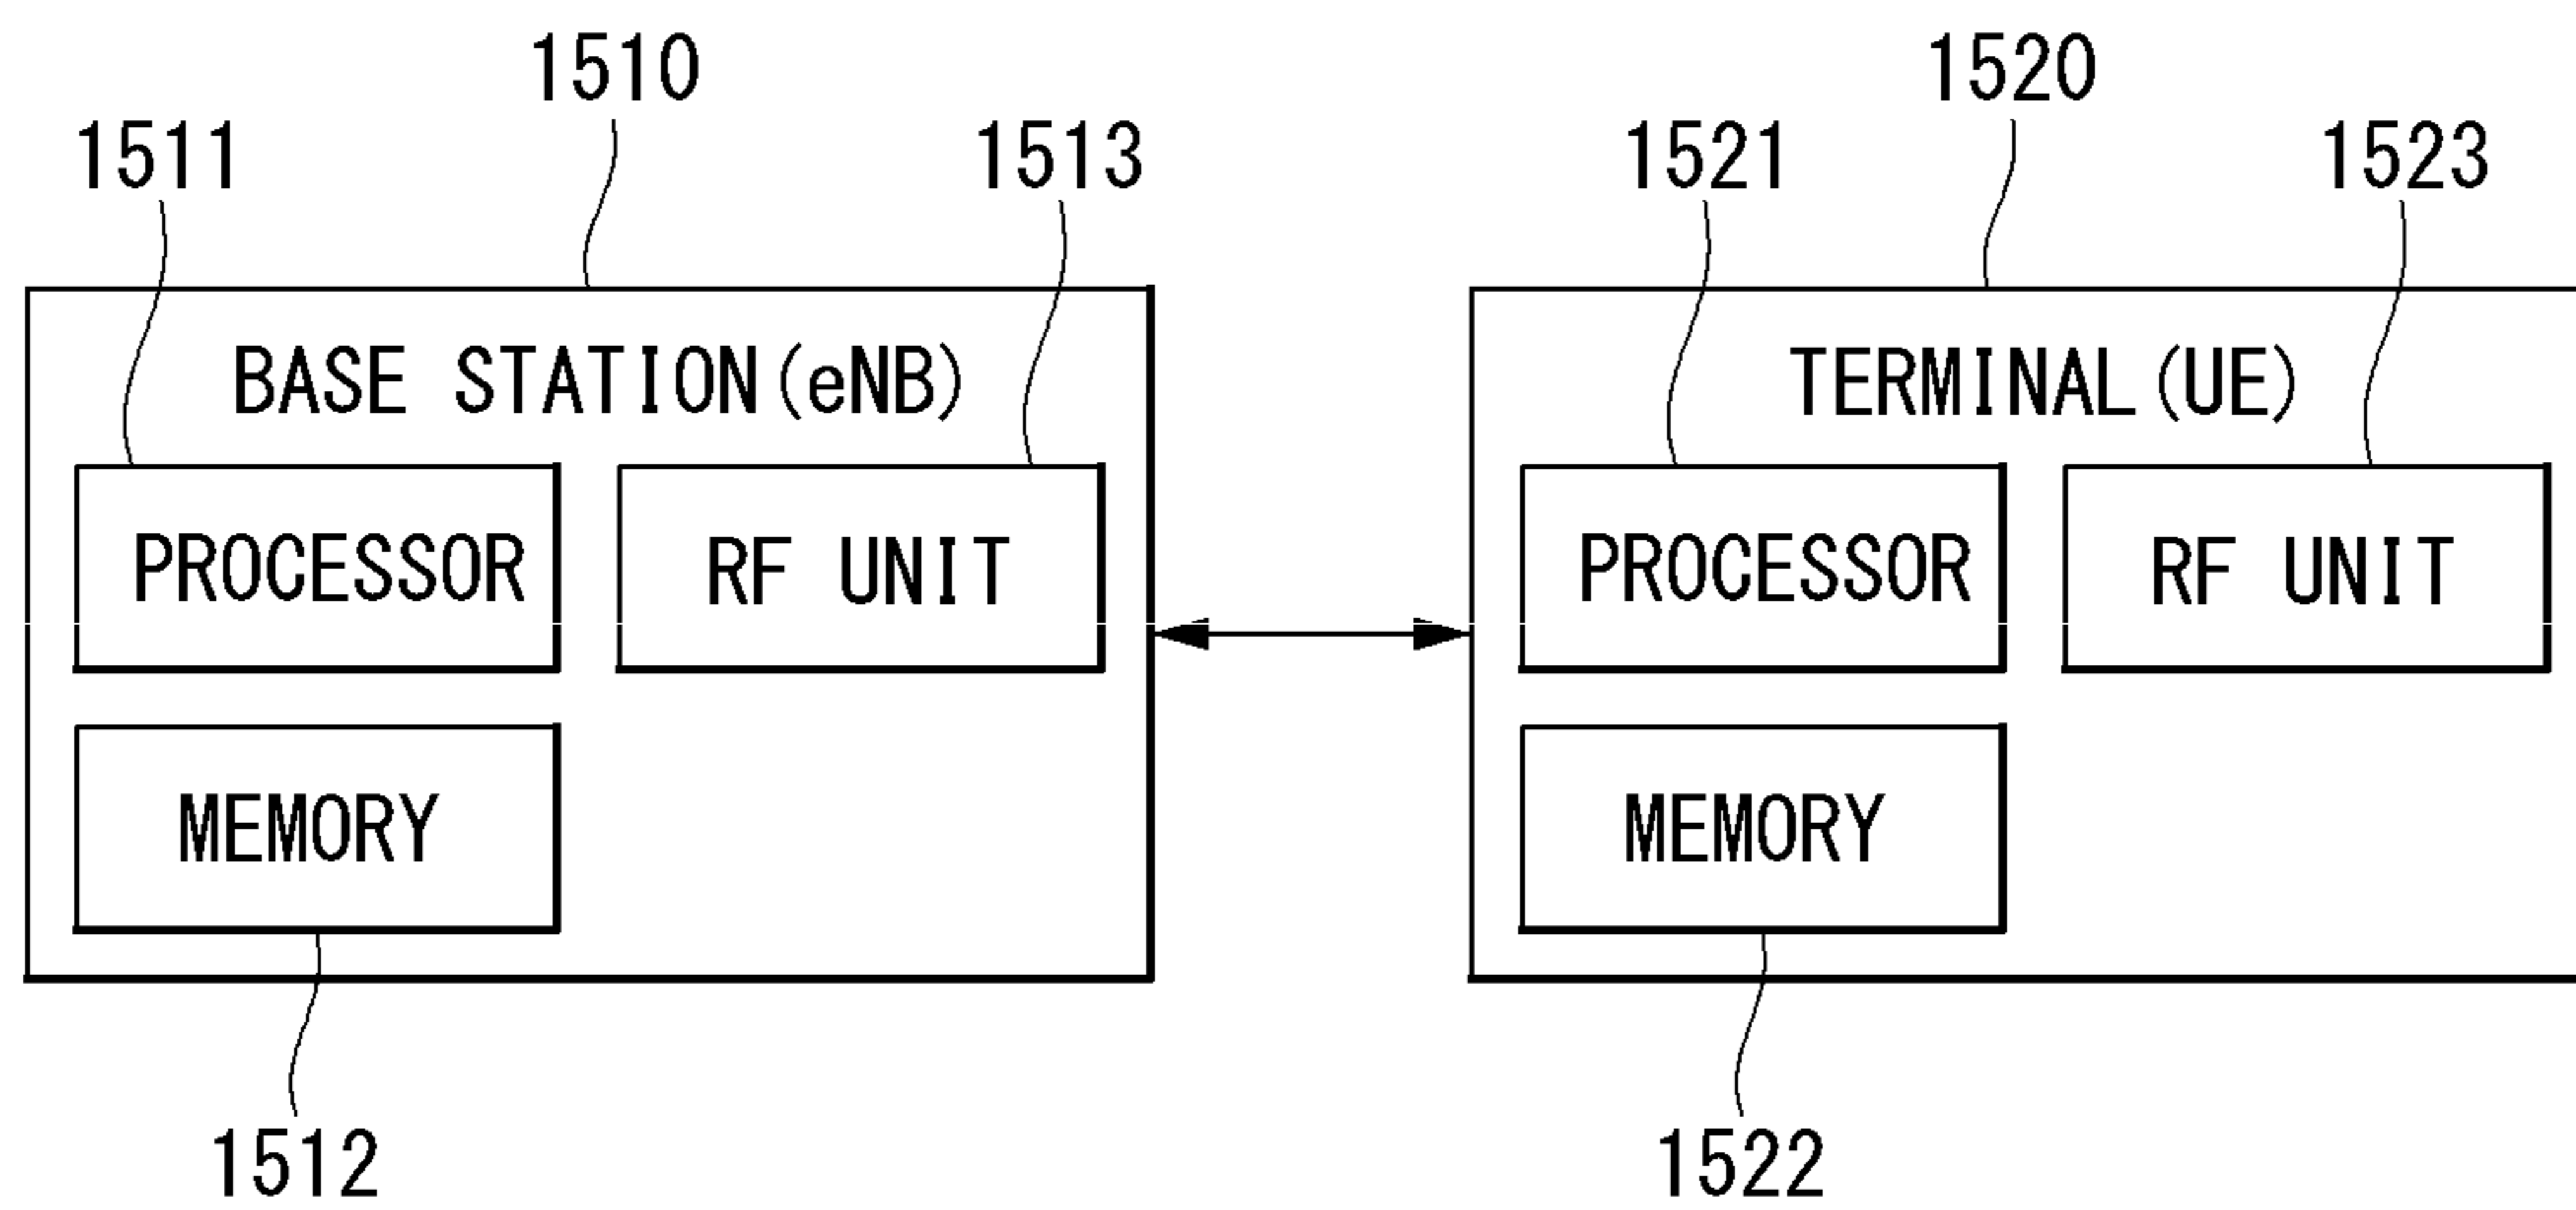 1510 1520
1511 1513 1521 1523
BASE STATION(eNB) TERMINAL(UE)
PROCESSOR RF UNIT PROCESSOR RF UNIT
MEMORY MEMORY
1512 1522